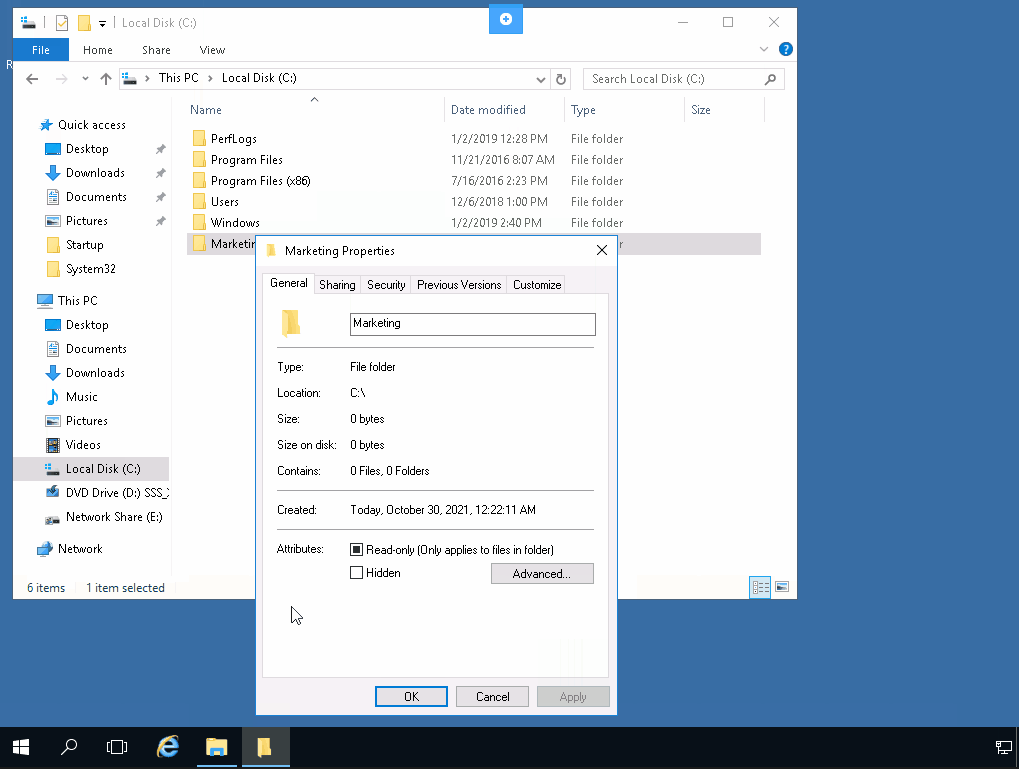 Local Disk (C:)
File Home Share View
R
This PC Local Disk (C:) Search Local Disk (C:)
Name Date modified Type Size
Quick access
Desktop
Downloads
Documents
Pictures
Startup
System32
This PC
Desktop
Documents
Downloads
Music
Pictures
Videos
Local Disk (C:)
DVD Drive (D:) SSS_
Network Share (E:)
Network
PerfLogs 1/2/2019 12:28 PM File folder
Program Files 11/21/2016 8:07 AM File folder
Program Files (x86) 7/16/2016 2:23 PM File folder
Users 12/6/2018 1:00 PM File folder
Windows 1/2/2019 2:40 PM File folder
Marketin r
6 items 1 item selected
Marketing Properties
General Sharing Security Previous Versions Customize
Marketing
Type: File folder
Location: C:\
Size: 0 bytes
Size on disk: 0 bytes
Contains: 0 Files, 0 Folders
Created: Today, October 30, 2021, 12:22:11 AM
Attributes: Read-only (Only applies to files in folder)
Hidden Advanced...
OK Cancel Apply